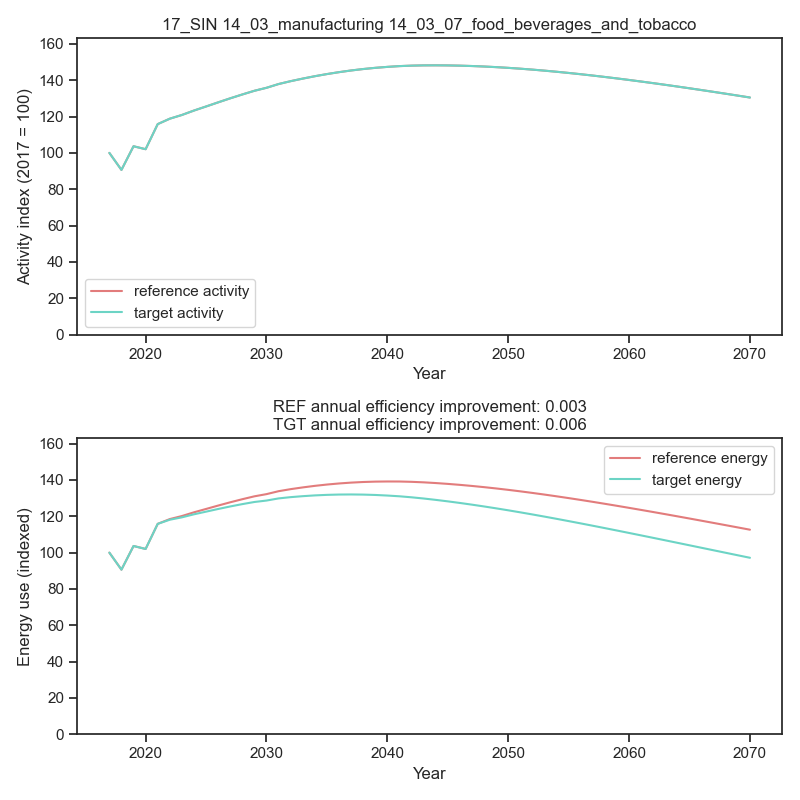 17_SIN 14_03_manufacturing 14_03_07_food_beverages_and_tobacco
Activity index (2017 = 100)
160
140
120
100
80
60
40
20
0
reference activity
target activity
2020 2030 2040 2050 2060 2070
Year
REF annual efficiency improvement: 0.003
TGT annual efficiency improvement: 0.006
Energy use (indexed)
160
140
120
100
80
60
40
20
0
reference energy
target energy
2020 2030 2040 2050 2060 2070
Year